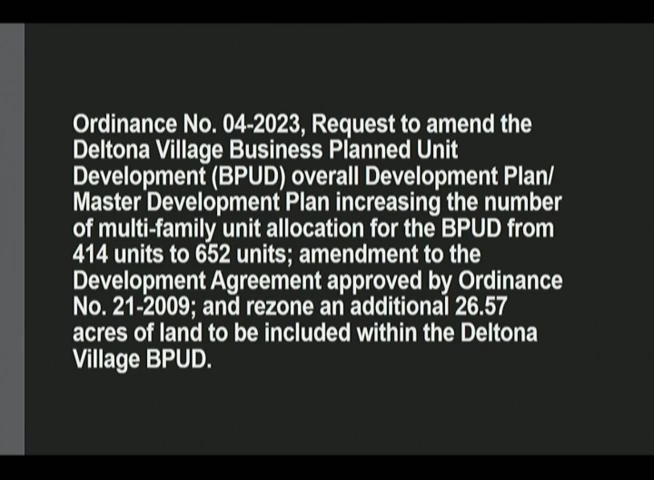 Ordinance No. 04-2023, Request to amend the
Deltona Village Business Planned Unit
Development (BPUD) overall Development Plan/
Master Development Plan increasing the number
of multi-family unit allocation for the BPUD from
414 units to 652 units; amendment to the
Development Agreement approved by Ordinance
No. 21-2009; and rezone an additional 26.57
acres of land to be included within the Deltona
Village BPUD.